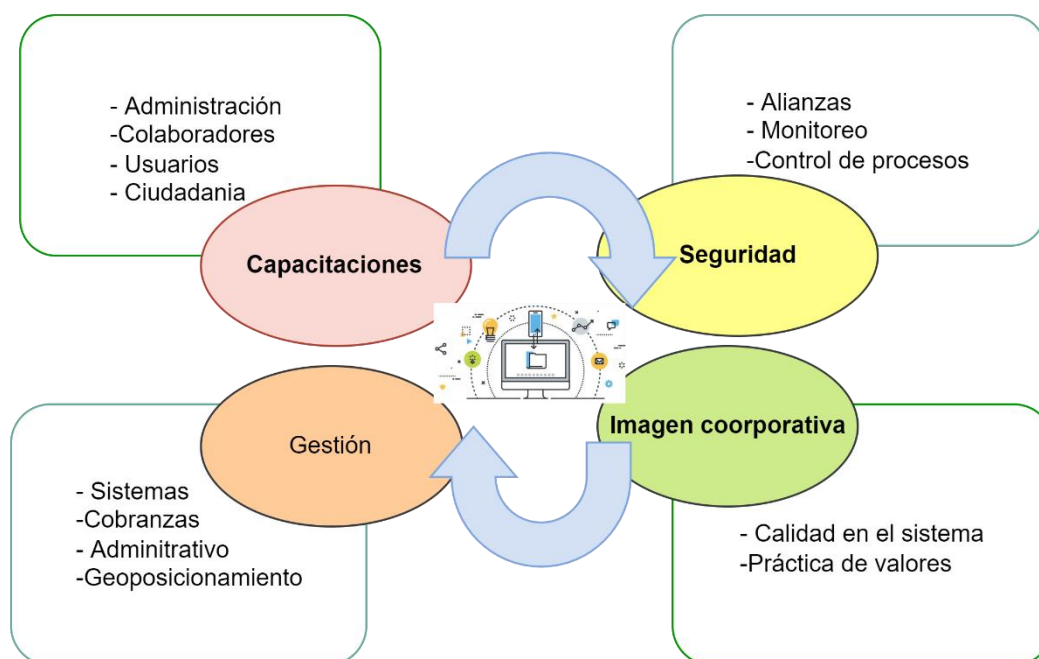 - Administración
-Colaboradores
- Usuarios
- Ciudadania
Capacitaciones
- Alianzas
- Monitoreo
-Control de procesos
Seguridad
Gestión
- Sistemas
-Cobranzas
- Adminitrativo
-Geoposicionamiento
Imagen coorporativa
- Calidad en el sistema
-Práctica de valores